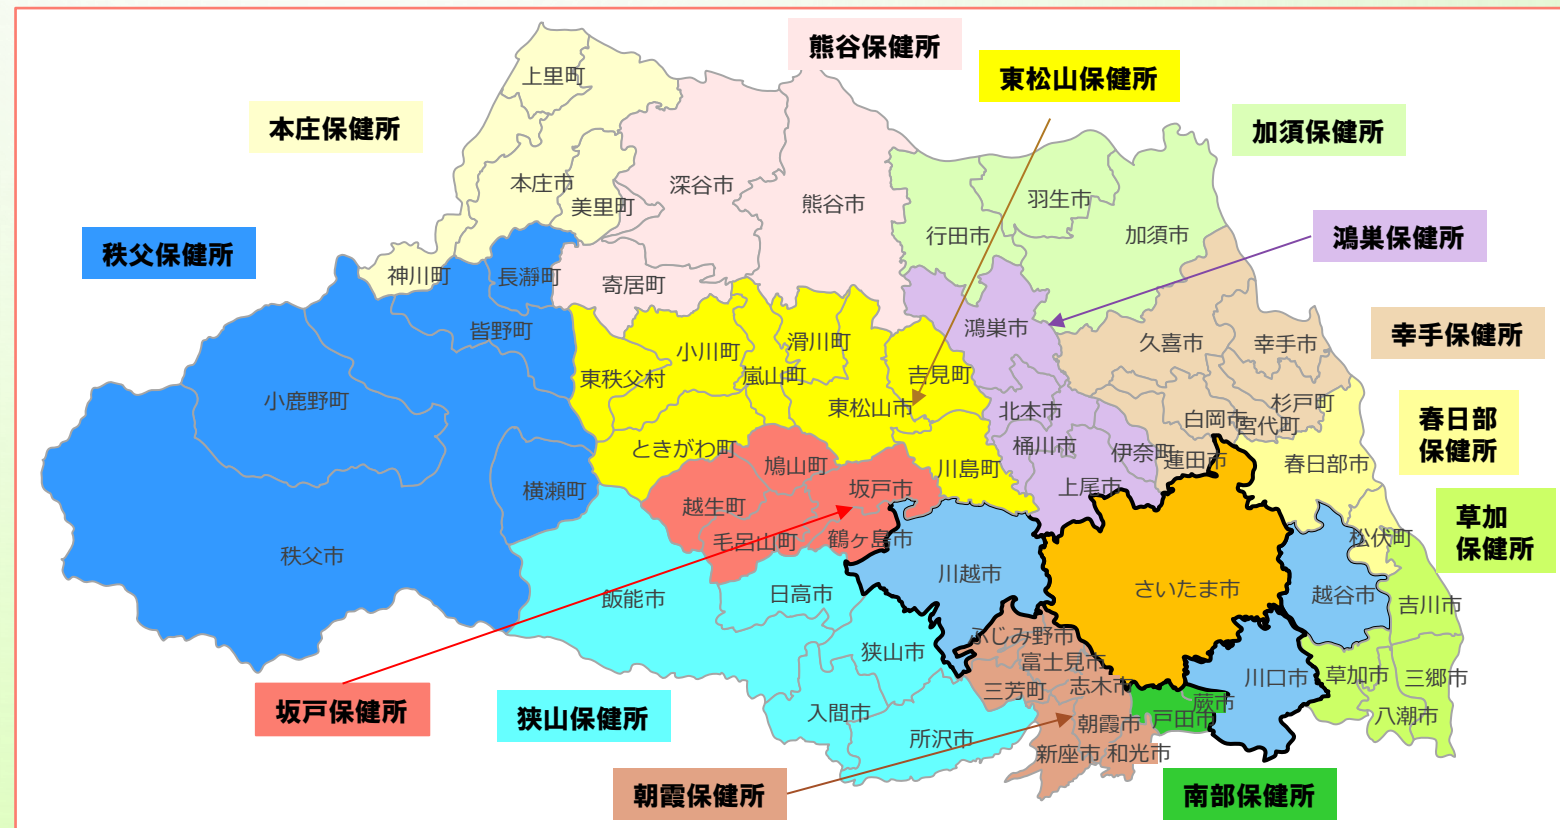 熊谷保健所
東松山保健所
本庄保健所
加須保健所
秩父保健所
鴻巣保健所
幸手保健所
春日部
保健所
草加
保健所
坂戸保健所
狭山保健所
朝霞保健所
南部保健所
上里町
本庄市
美里町
神川町
深谷市
熊谷市
寄居町
行田市
羽生市
加須市
長瀞町
皆野町
小鹿野町
横瀬町
秩父市
東秩父村
小川町
嵐山町
滑川町
吉見町
東松山市
ときがわ町
川島町
鴻巣市
北本市
桶川市
伊奈町
上尾市
久喜市
幸手市
白岡市
杉戸町
宮代町
蓮田市
春日部市
松伏町
鳩山町
坂戸市
越生町
毛呂山町
鶴ヶ島市
飯能市
日高市
狭山市
入間市
所沢市
川越市
さいたま市
越谷市
川口市
ふじみ野市
富士見市
三芳町
志木市
朝霞市
新座市
和光市
戸田市
蕨市
吉川市
草加市
三郷市
八潮市